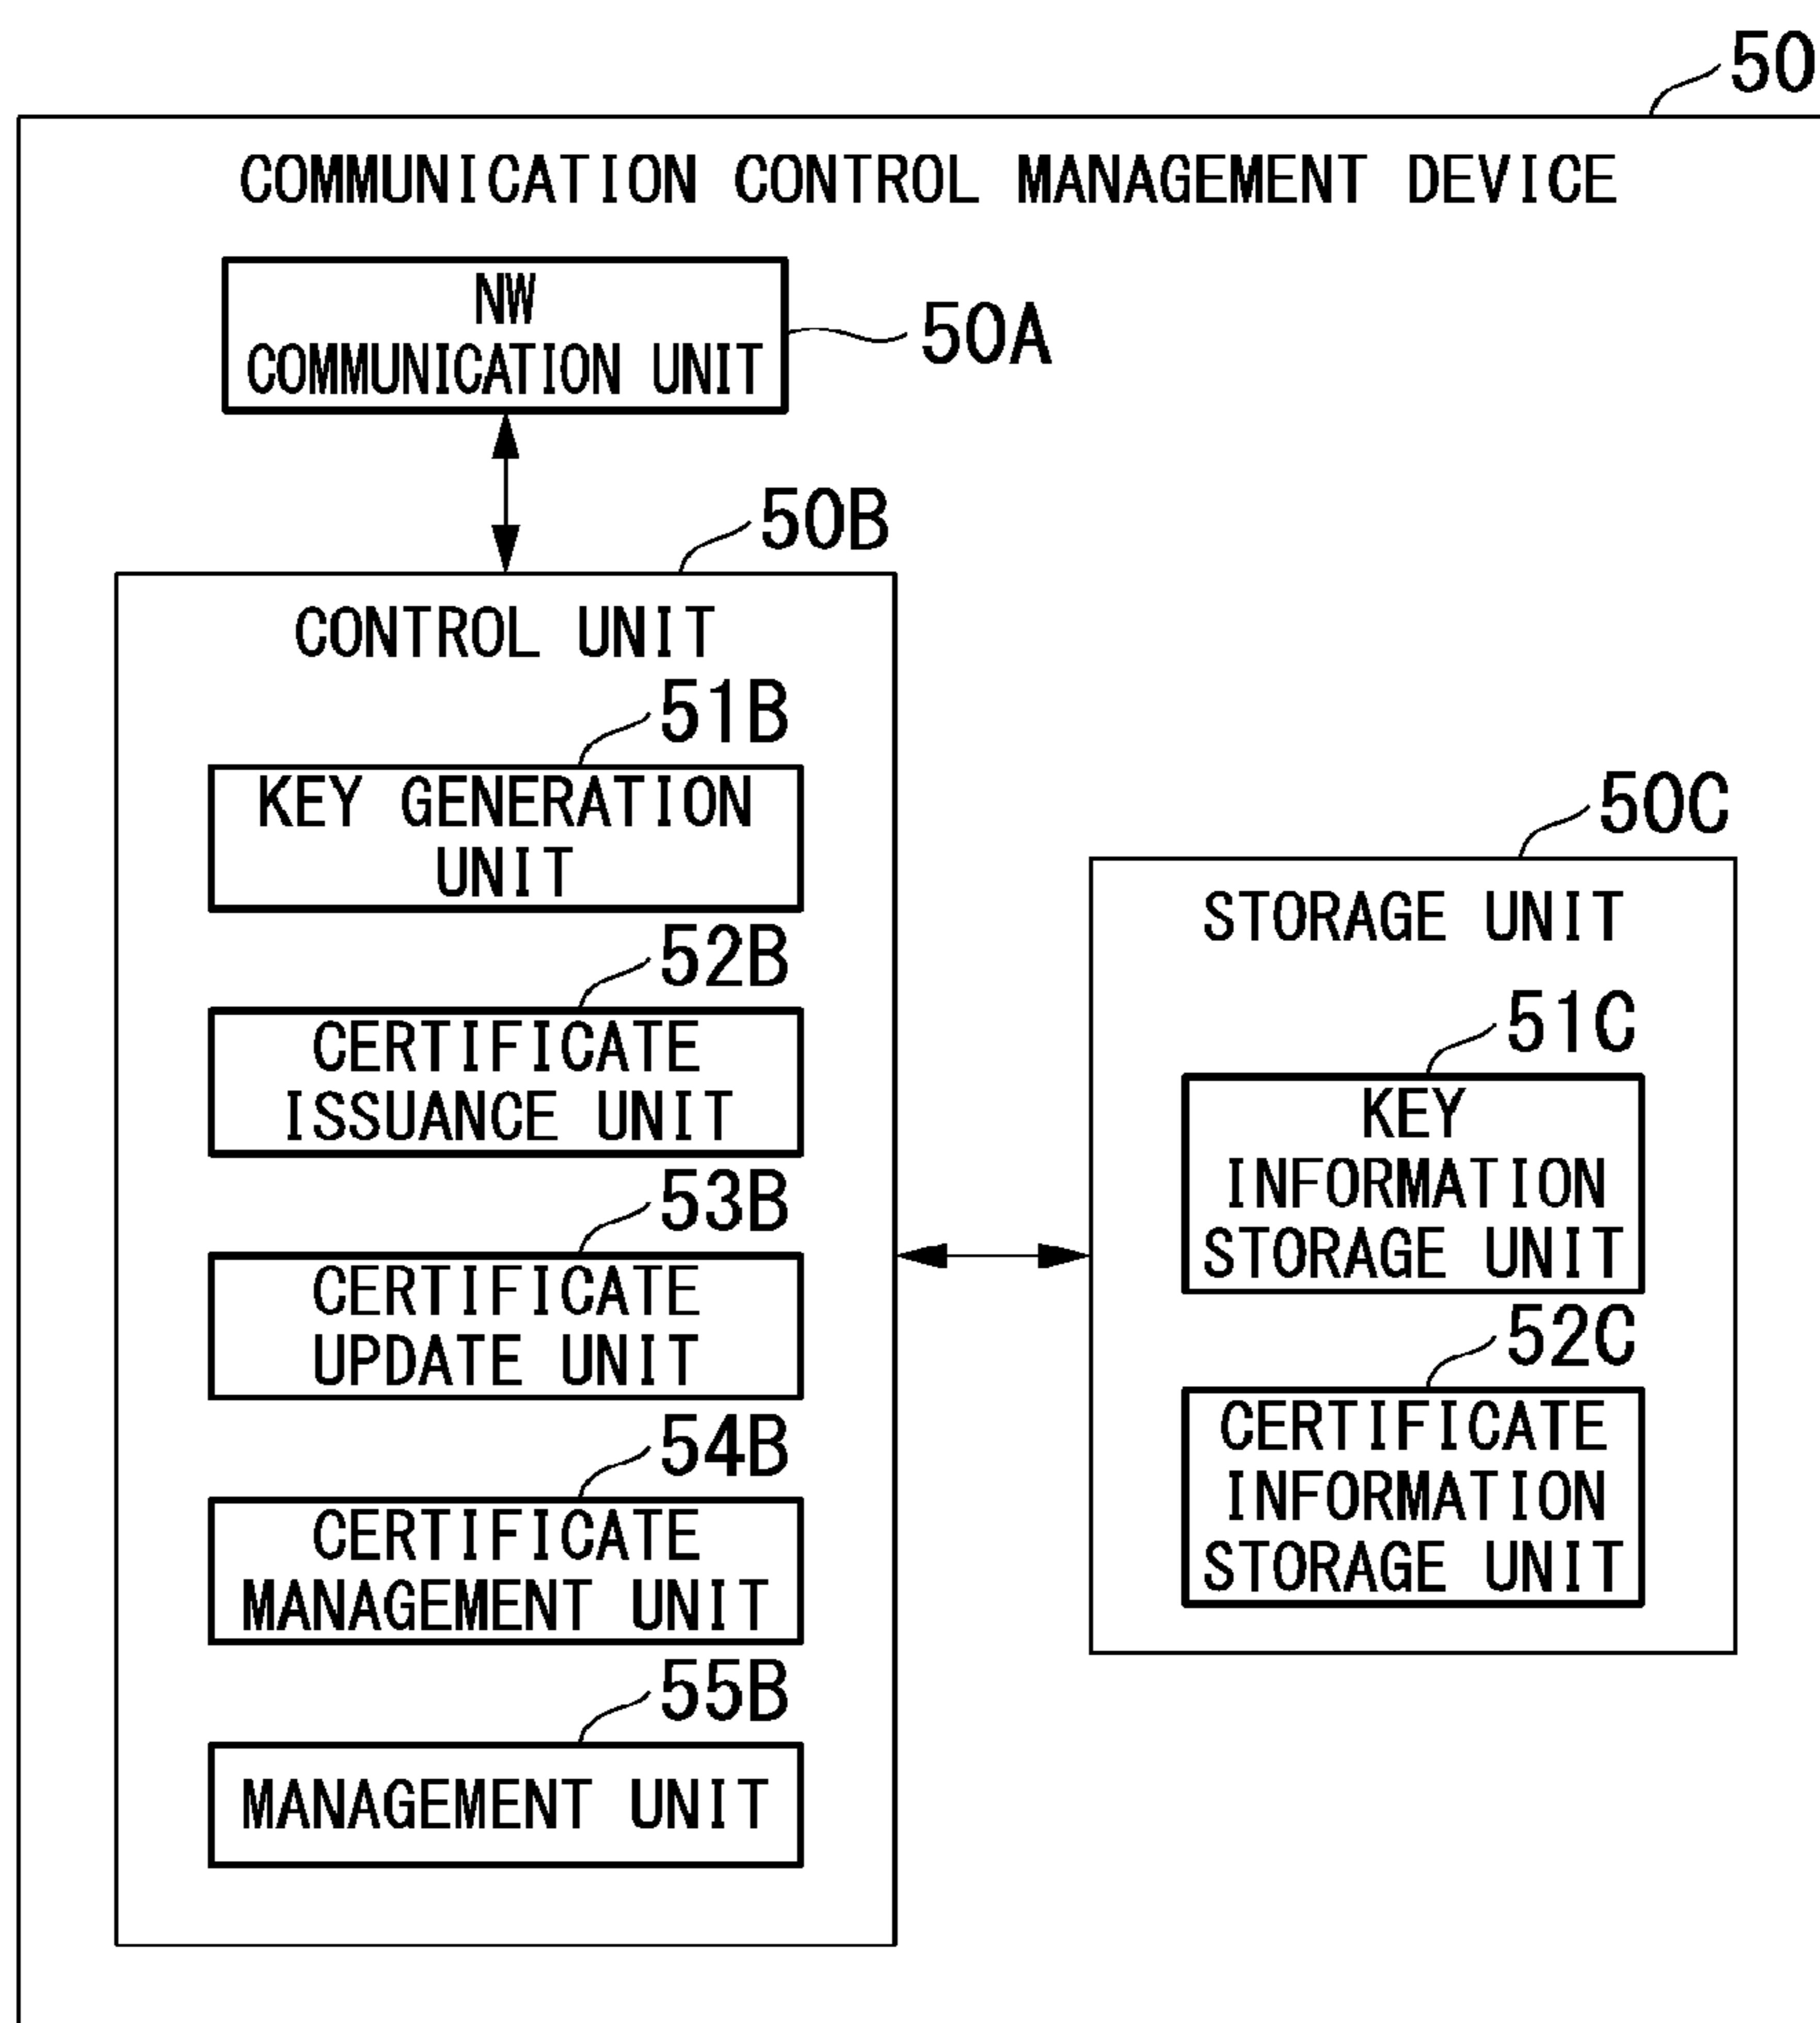 50
COMMUNICATION CONTROL MANAGEMENT DEVICE
NW
COMMUNICATION UNIT
50A
50B
CONTROL UNIT
51B
KEY GENERATION
UNIT
52B
CERTIFICATE
ISSUANCE UNIT
53B
CERTIFICATE
UPDATE UNIT
54B
CERTIFICATE
MANAGEMENT UNIT
55B
MANAGEMENT UNIT
50C
STORAGE UNIT
51C
KEY
INFORMATION
STORAGE UNIT
52C
CERTIFICATE
INFORMATION
STORAGE UNIT